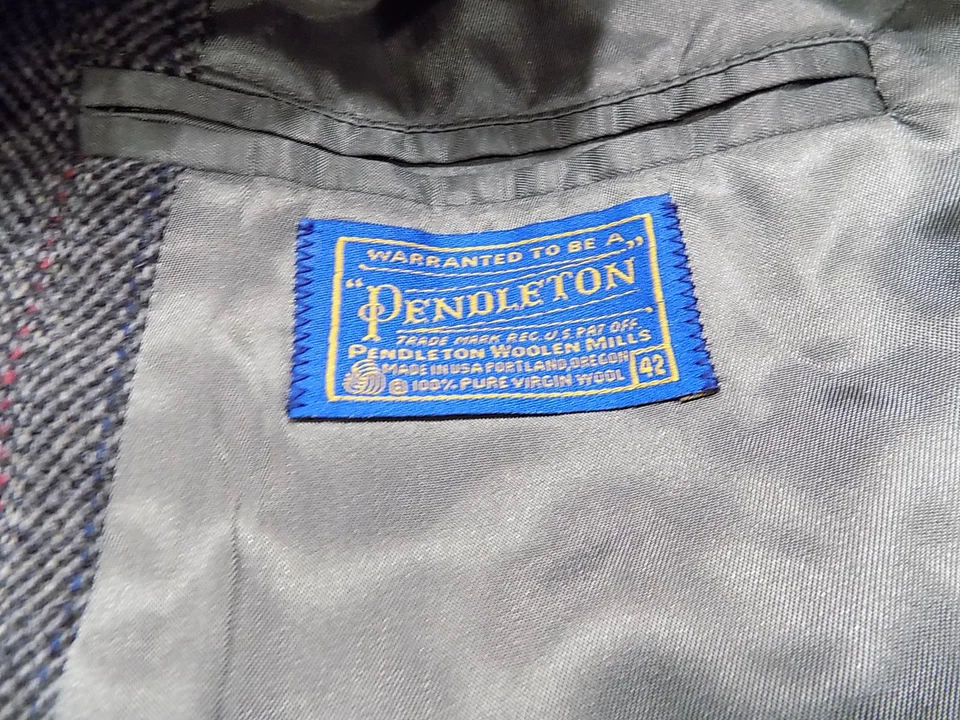 WARRANTED TO BE A
"PENDLETON"
TRADE MARK REG. U.S. PAT OFF.
PENDLETON WOOLEN MILLS
MADE IN USA PORTLAND, OREGON
® 100% PURE VIRGIN WOOL
42